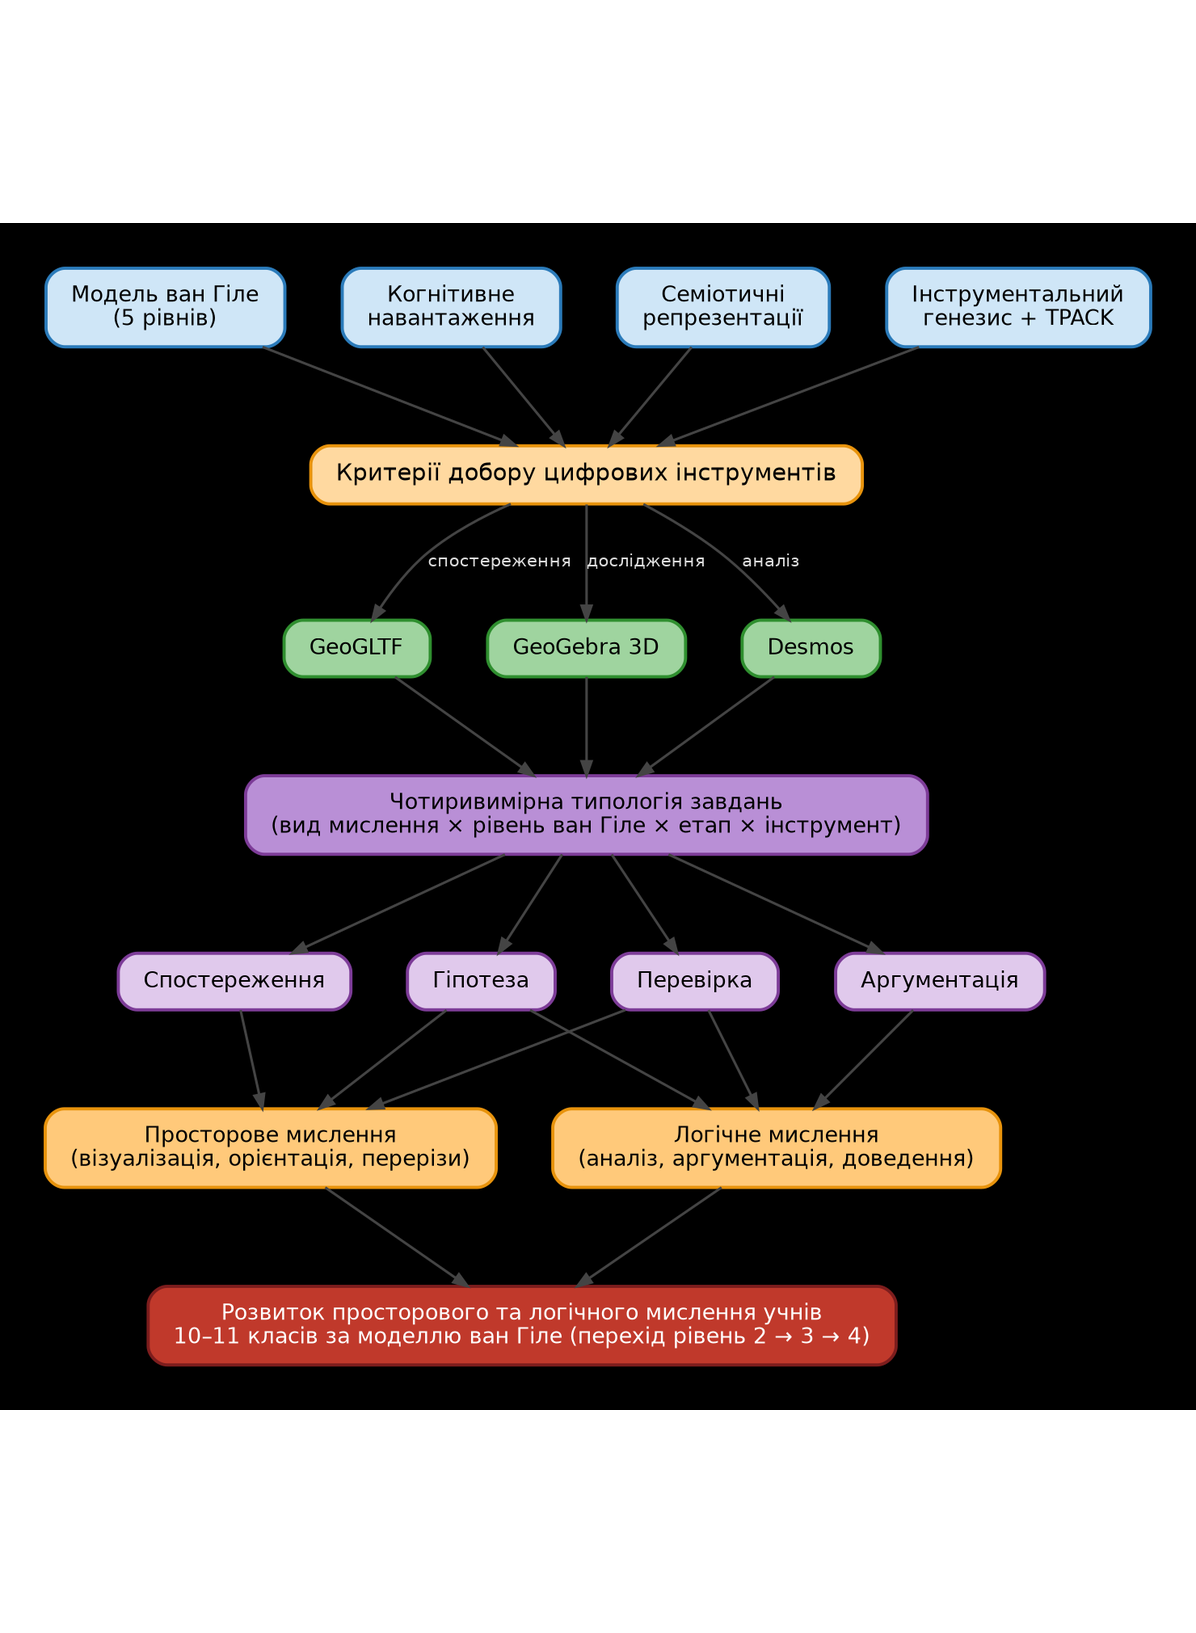 Модель ван Гіле
(5 рівнів)
Когнітивне
навантаження
Семіотичні
репрезентації
Інструментальний
генезис + TPACK
Критерії добору цифрових інструментів
спостереження
дослідження
аналіз
GeoGLTF
GeoGebra 3D
Desmos
Чотиривимірна типологія завдань
(вид мислення × рівень ван Гіле × етап × інструмент)
Спостереження
Гіпотеза
Перевірка
Аргументація
Просторове мислення
(візуалізація, орієнтація, перерізи)
Логічне мислення
(аналіз, аргументація, доведення)
Розвиток просторового та логічного мислення учнів
10–11 класів за моделлю ван Гіле (перехід рівень 2 → 3 → 4)